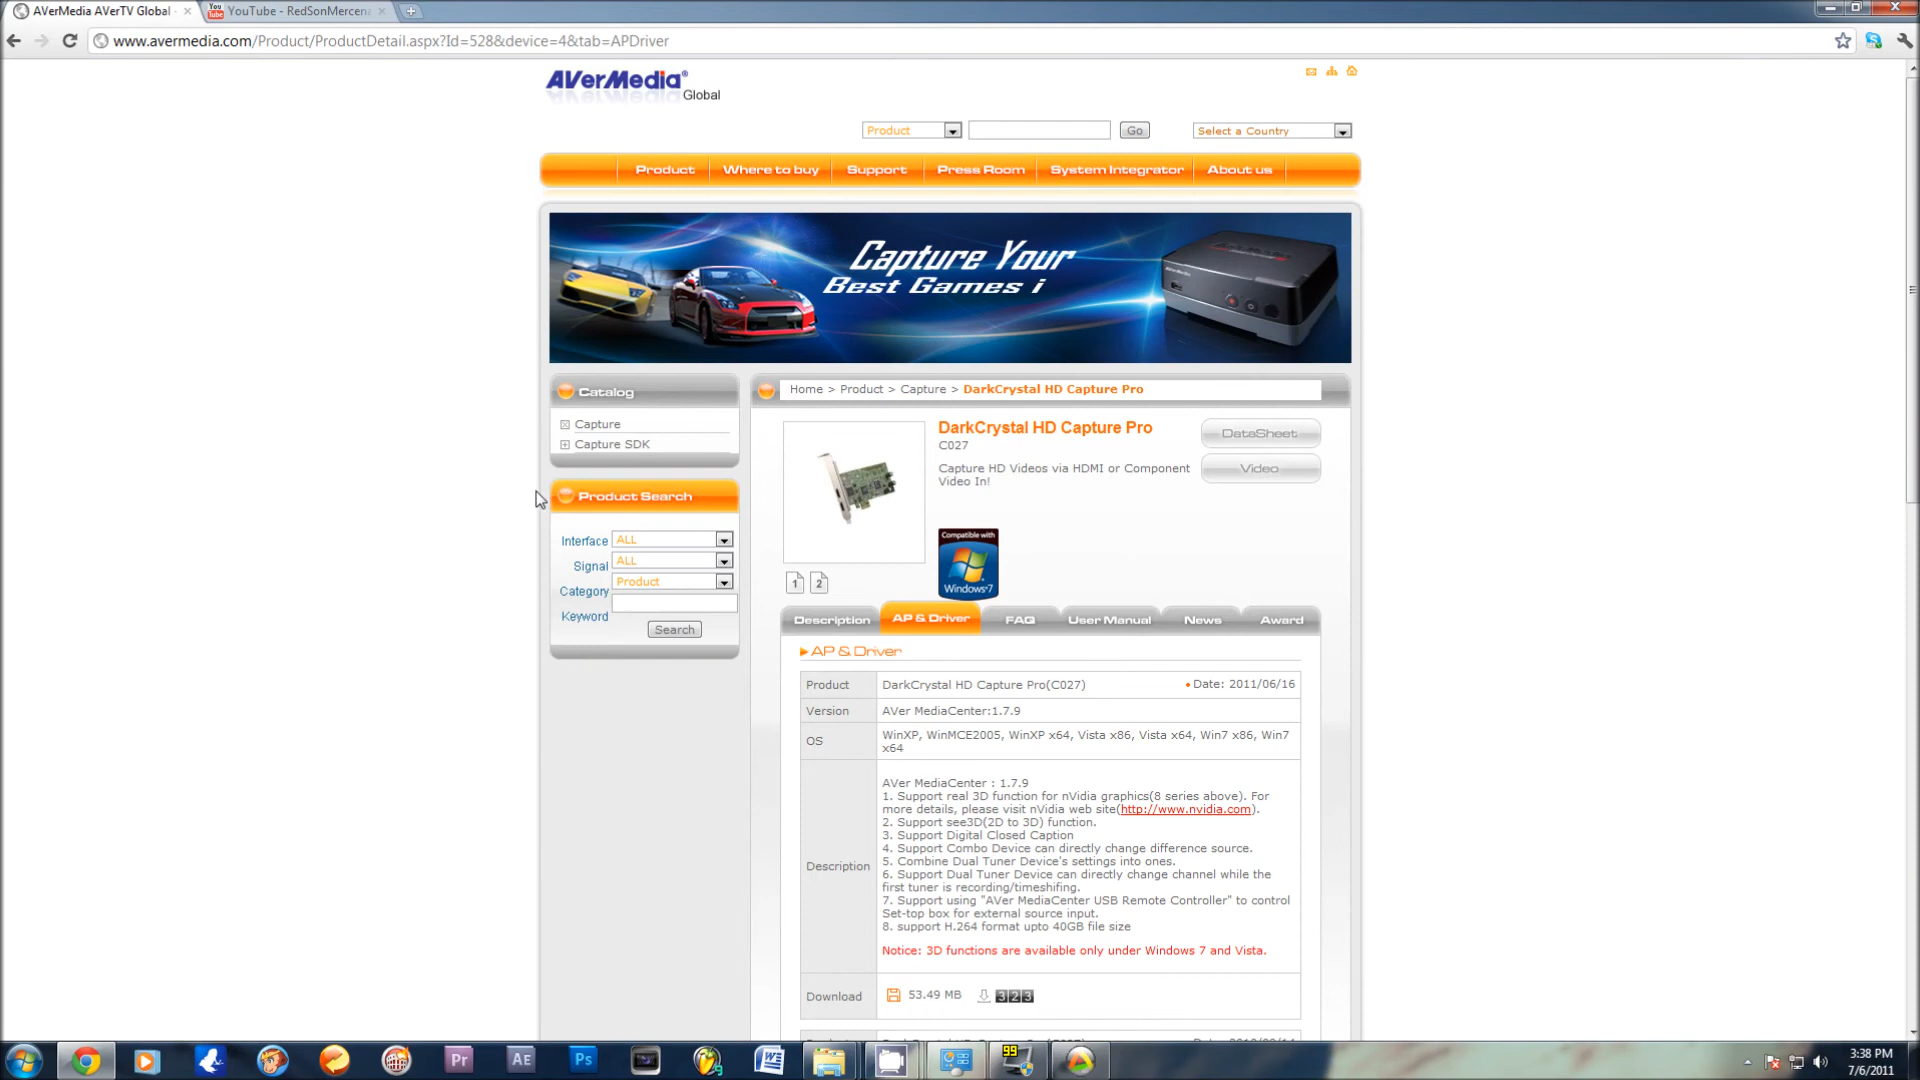 AVerMedia AVerTV Global
YouTube - RedSonMercena
www.avermedia.com/Product/ProductDetail.aspx?Id=528&device=4&tab=APDriver
AVerMedia®
Global
Product
Go
Select a Country
Product
Where to buy
Support
Press Room
System Integrator
About us
Capture Your
Best Games i
Catalog
Capture
Capture SDK
Product Search
Interface ALL
Signal ALL
Category Product
Keyword
Search
Home > Product > Capture > DarkCrystal HD Capture Pro
DarkCrystal HD Capture Pro
C027
Capture HD Videos via HDMI or Component
Video In!
DataSheet
Video
Compatible with
Windows 7
1 2
Description
AP & Driver
FAQ
User Manual
News
Award
AP & Driver
Product DarkCrystal HD Capture Pro(C027) Date: 2011/06/16
Version AVer MediaCenter:1.7.9
OS WinXP, WinMCE2005, WinXP x64, Vista x86, Vista x64, Win7 x86, Win7
x64
Description
AVer MediaCenter : 1.7.9
1. Support real 3D function for nVidia graphics(8 series above). For
more details, please visit nVidia web site(http://www.nvidia.com).
2. Support see3D(2D to 3D) function.
3. Support Digital Closed Caption
4. Support Combo Device can directly change difference source.
5. Combine Dual Tuner Device's settings into ones.
6. Support Dual Tuner Device can directly change channel while the
first tuner is recording/timeshifing.
7. Support using "AVer MediaCenter USB Remote Controller" to control
Set-top box for external source input.
8. support H.264 format upto 40GB file size
Notice: 3D functions are available only under Windows 7 and Vista.
Download 53.49 MB 323
Pr
Ae
Ps
W
99
3:38 PM
7/6/2011